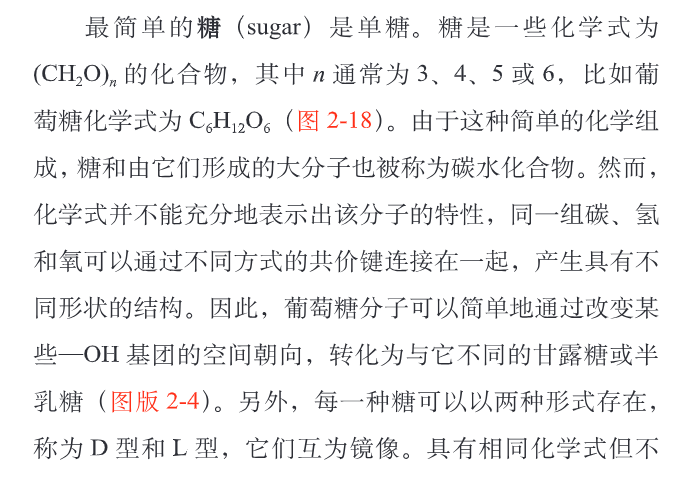 最简单的糖（sugar）是单糖。糖是一些化学式为
(CH₂O)ₙ 的化合物，其中 n 通常为 3、4、5 或 6，比如葡
萄糖化学式为 C₆H₁₂O₆（图 2-18）。由于这种简单的化学组
成，糖和由它们形成的大分子也被称为碳水化合物。然而，
化学式并不能充分地表示出该分子的特性，同一组碳、氢
和氧可以通过不同方式的共价键连接在一起，产生具有不
同形状的结构。因此，葡萄糖分子可以简单地通过改变某
些—OH 基团的空间朝向，转化为与它不同的甘露糖或半
乳糖（图版 2-4）。另外，每一种糖可以以两种形式存在，
称为 D 型和 L 型，它们互为镜像。具有相同化学式但不